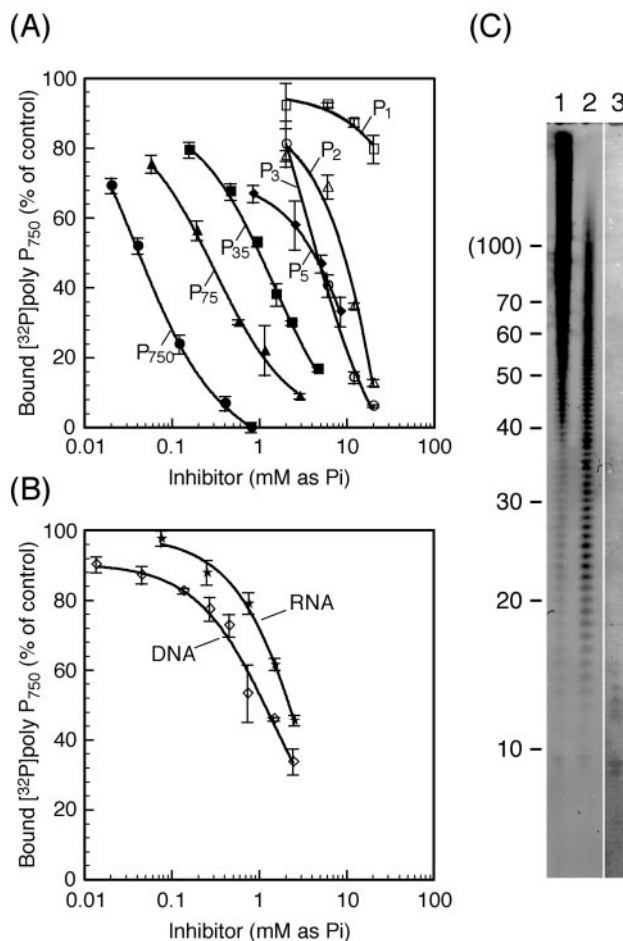 (A)
Bound [³²P]poly P₇₅₀ (% of control)
100
80
60
40
20
0
P₁
P₂
P₃
P₅
P₃₅
P₇₅
P₇₅₀
0.01 0.1 1 10 100
Inhibitor (mM as Pi)
(B)
Bound [³²P]poly P₇₅₀ (% of control)
100
80
60
40
20
0
RNA
DNA
0.01 0.1 1 10 100
Inhibitor (mM as Pi)
(C)
1 2 3
(100)
70
60
50
40
30
20
10